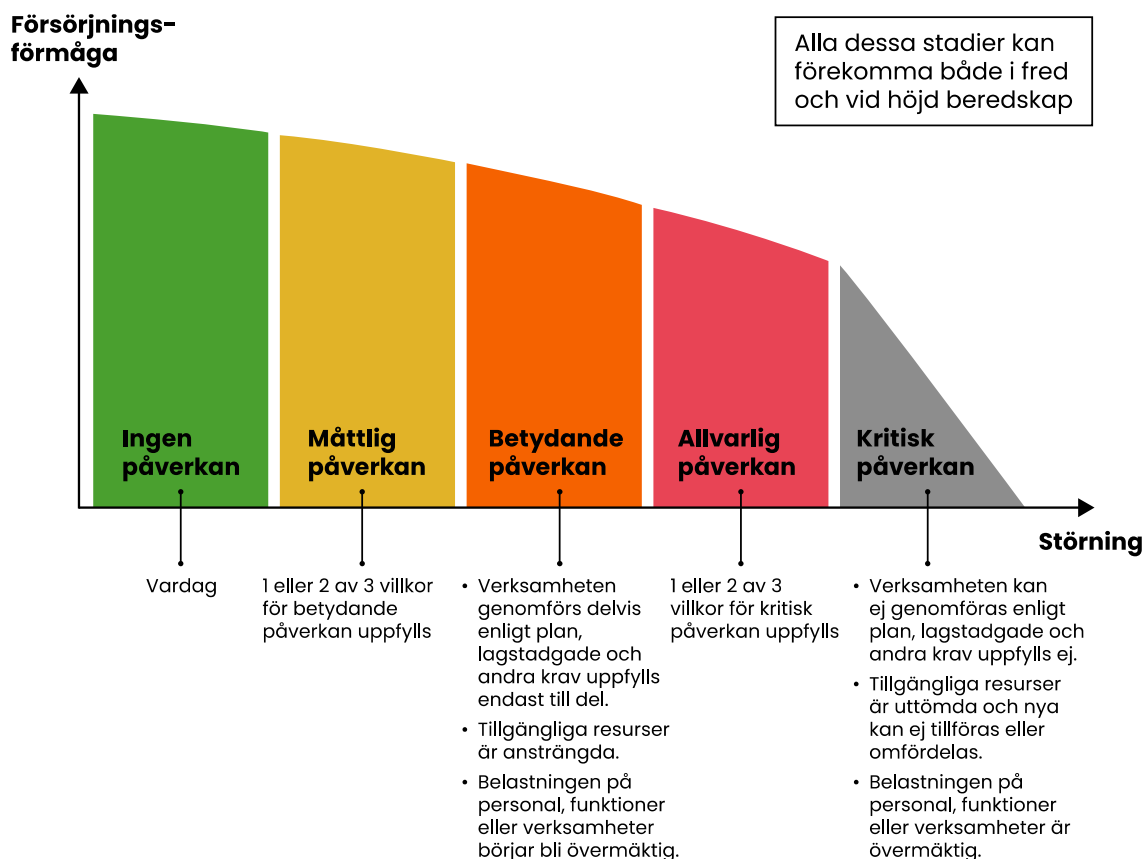 Försörjnings-
förmåga
Alla dessa stadier kan
förekomma både i fred
och vid höjd beredskap
Ingen
påverkan
Måttlig
påverkan
Betydande
påverkan
Allvarlig
påverkan
Kritisk
påverkan
Störning
Vardag
1 eller 2 av 3 villkor
för betydande
påverkan uppfylls
• Verksamheten
genomförs delvis
enligt plan,
lagstadgade och
andra krav uppfylls
endast till del.
• Tillgängliga resurser
är ansträngda.
• Belastningen på
personal, funktioner
eller verksamheter
börjar bli övermäktig.
1 eller 2 av 3
villkor för kritisk
påverkan uppfylls
• Verksamheten kan
ej genomföras enligt
plan, lagstadgade och
andra krav uppfylls ej.
• Tillgängliga resurser
är uttömda och nya
kan ej tillföras eller
omfördelas.
• Belastningen på
personal, funktioner
eller verksamheter är
övermäktig.